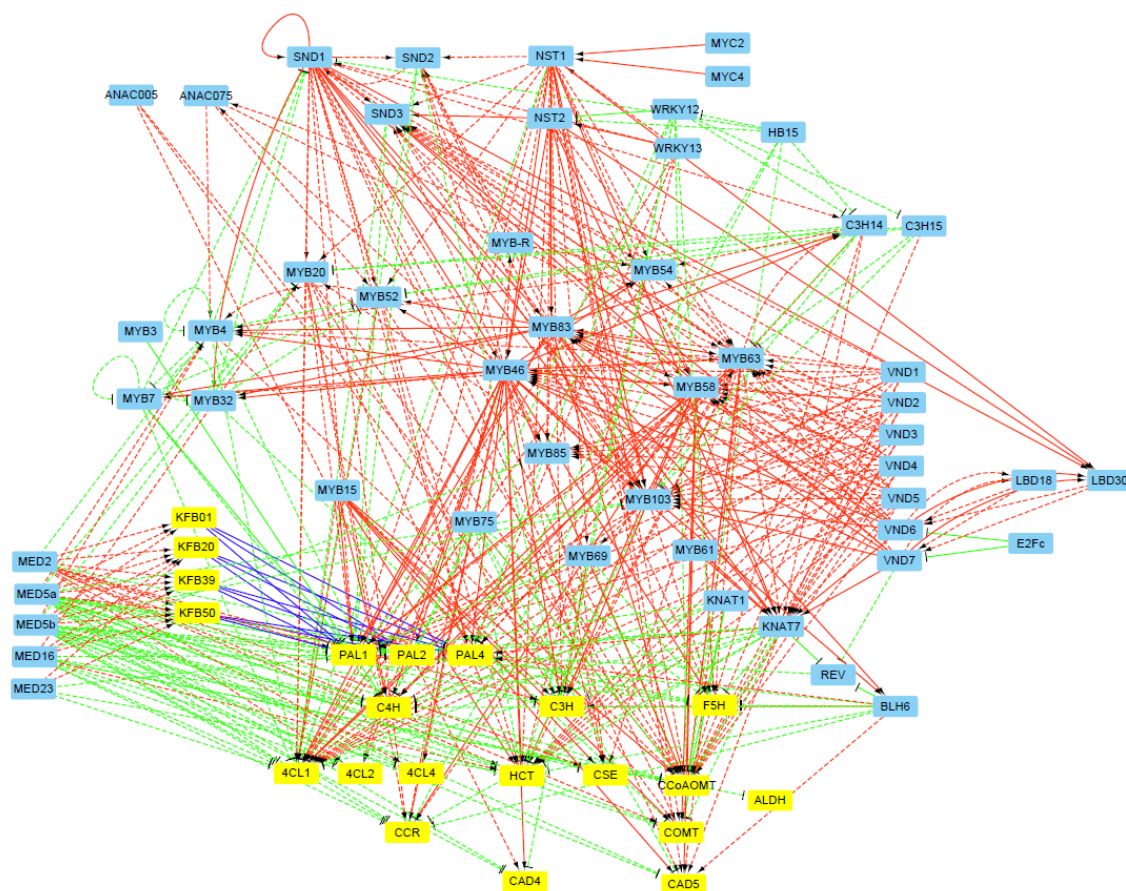 MYC2
SND1
SND2
NST1
MYC4
ANAC005
ANAC075
SND3
NST2
WRKY12
HB15
WRKY13
C3H14
C3H15
MYB-R
MYB20
MYB54
MYB52
MYB3
MYB4
MYB83
MYB63
MYB46
VND1
MYB58
MYB7
MYB32
VND2
VND3
MYB85
VND4
LBD18
LBD30
MYB15
MYB103
VND5
KFB01
MYB75
VND6
KFB20
E2Fc
MED2
MYB69
MYB61
VND7
KFB39
MED5a
KNAT1
KFB50
MED5b
KNAT7
MED16
PAL1
PAL2
PAL4
REV
MED23
C4H
C3H
F5H
BLH6
4CL1
4CL2
4CL4
HCT
CSE
CCoAOMT
ALDH
CCR
COMT
CAD4
CAD5